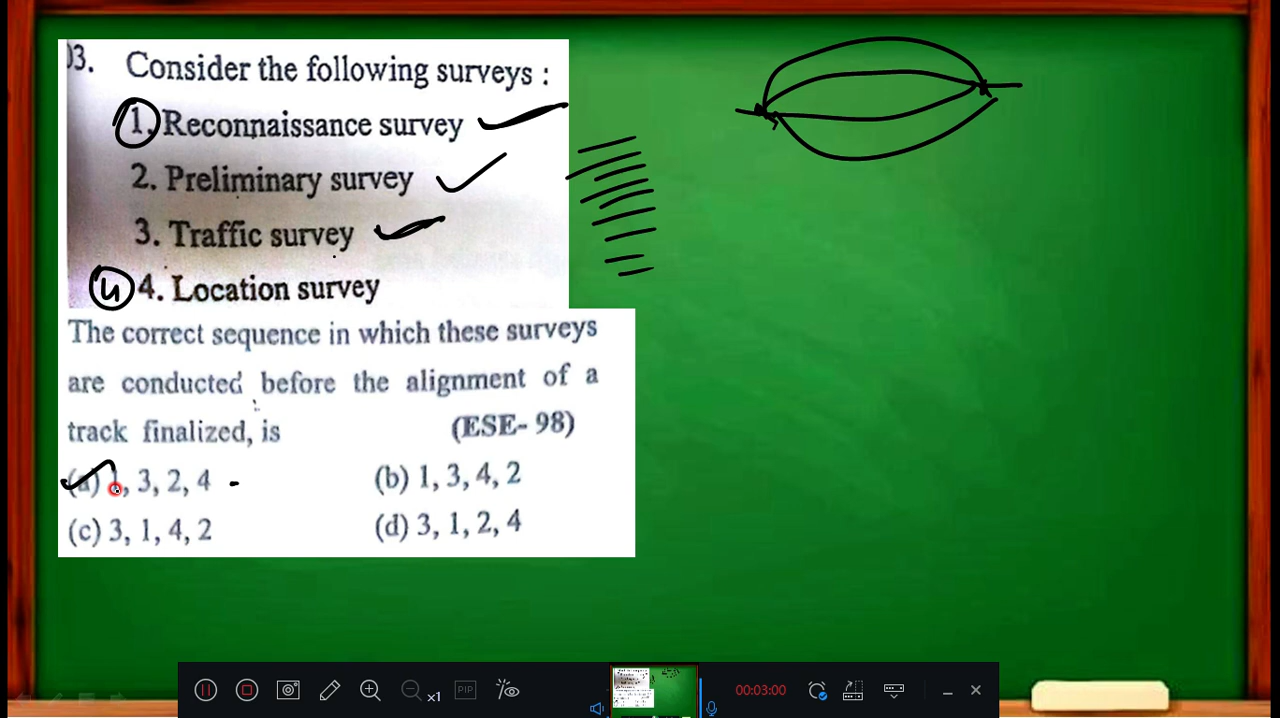 03. Consider the following surveys :
1. Reconnaissance survey
2. Preliminary survey
3. Traffic survey
4 4. Location survey
The correct sequence in which these surveys
are conducted before the alignment of a
track finalized, is (ESE- 98)
(a) 1, 3, 2, 4 (b) 1, 3, 4, 2
(c) 3, 1, 4, 2 (d) 3, 1, 2, 4
x1 PIP 00:03:00